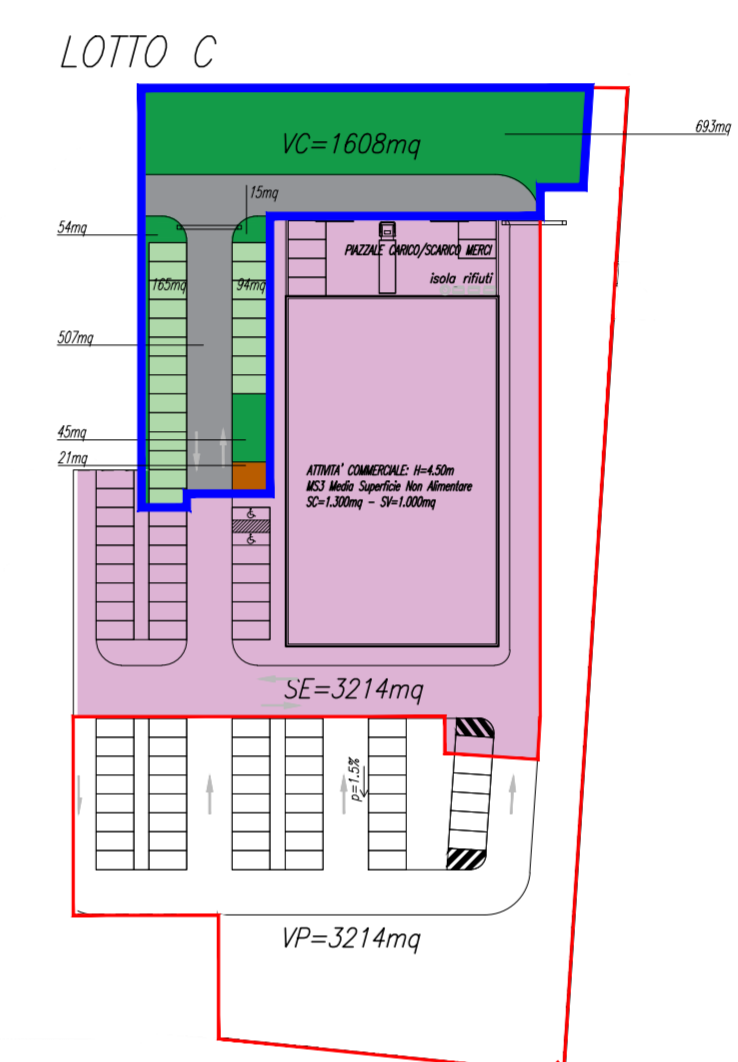 LOTTO C
693mq
VC=1608mq
15mq
54mq
PIAZZALE CARICO/SCARICO MERCI
isola rifiuti
165mq
94mq
507mq
45mq
21mq
ATTIVITA' COMMERCIALE: H=4.50m
MS3 Media Superficie Non Alimentare
SC=1.300mq - SV=1.000mq
SE=3214mq
p=1.5%
VP=3214mq